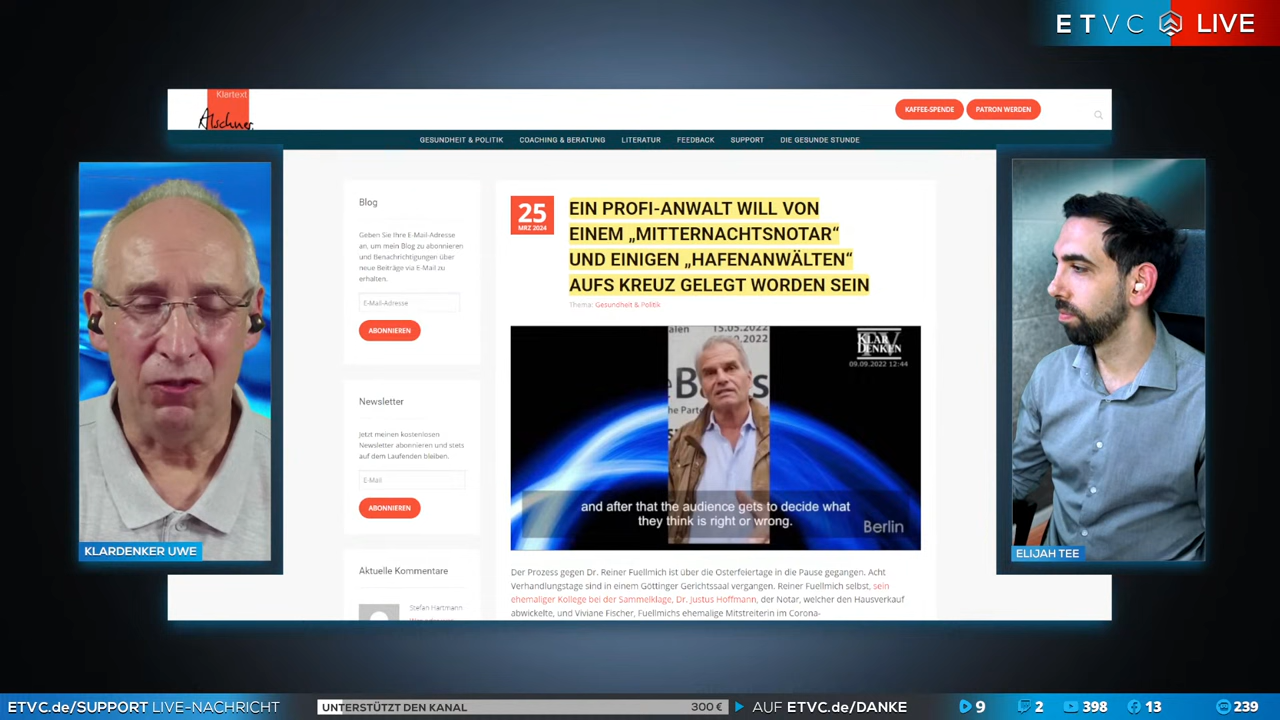 ETVC LIVE
Klartext
Alschner
KAFFEE-SPENDE
PATRON WERDEN
GESUNDHEIT & POLITIK
COACHING & BERATUNG
LITERATUR
FEEDBACK
SUPPORT
DIE GESUNDE STUNDE
Blog
Geben Sie Ihre E-Mail-Adresse
an, um mein Blog zu abonnieren
und Benachrichtigungen über
neue Beiträge via E-Mail zu
erhalten.
E-Mail-Adresse
ABONNIEREN
Newsletter
Jetzt meinen kostenlosen
Newsletter abonnieren und stets
auf dem Laufenden bleiben.
E-Mail
ABONNIEREN
Aktuelle Kommentare
Stefan Hartmann
25
MRZ 2024
EIN PROFI-ANWALT WILL VON
EINEM „MITTERNACHTSNOTAR“
UND EINIGEN „HAFENANWÄLTEN“
AUFS KREUZ GELEGT WORDEN SEIN
Thema: Gesundheit & Politik
KLAR
DENKEN
TV
09.09.2022 12:44
and after that the audience gets to decide what
they think is right or wrong.
Berlin
Der Prozess gegen Dr. Reiner Fuellmich ist über die Osterfeiertage in die Pause gegangen. Acht
Verhandlungstage sind in einem Göttinger Gerichtssaal vergangen. Reiner Fuellmich selbst, sein
ehemaliger Kollege bei der Sammelklage, Dr. Justus Hoffmann, der Notar, welcher den Hausverkauf
abwickelte, und Viviane Fischer, Fuellmichs ehemalige Mitstreiterin im Corona-
KLARDENKER UWE
ELIJAH TEE
ETVC.de/SUPPORT LIVE-NACHRICHT
UNTERSTÜTZT DEN KANAL
300 €
AUF ETVC.de/DANKE
9
2
398
13
239